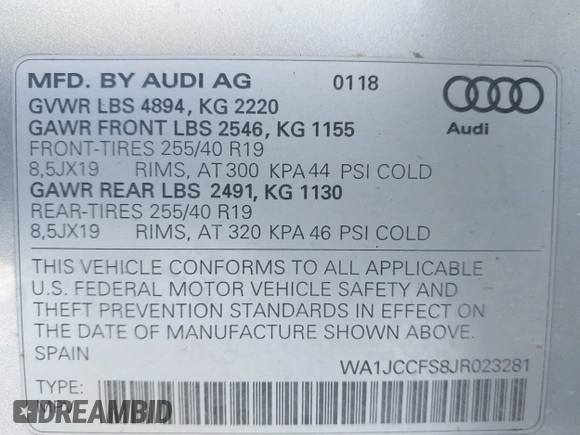 MFD. BY AUDI AG 0118
GVWR LBS 4894, KG 2220
GAWR FRONT LBS 2546, KG 1155
FRONT-TIRES 255/40 R19
8,5JX19 RIMS, AT 300 KPA 44 PSI COLD
GAWR REAR LBS 2491, KG 1130
REAR-TIRES 255/40 R19
8,5JX19 RIMS, AT 320 KPA 46 PSI COLD
Audi
THIS VEHICLE CONFORMS TO ALL APPLICABLE
U.S. FEDERAL MOTOR VEHICLE SAFETY AND
THEFT PREVENTION STANDARDS IN EFFECT ON
THE DATE OF MANUFACTURE SHOWN ABOVE.
SPAIN
WA1JCCFS8JR023281
TYPE:
DREAMBID